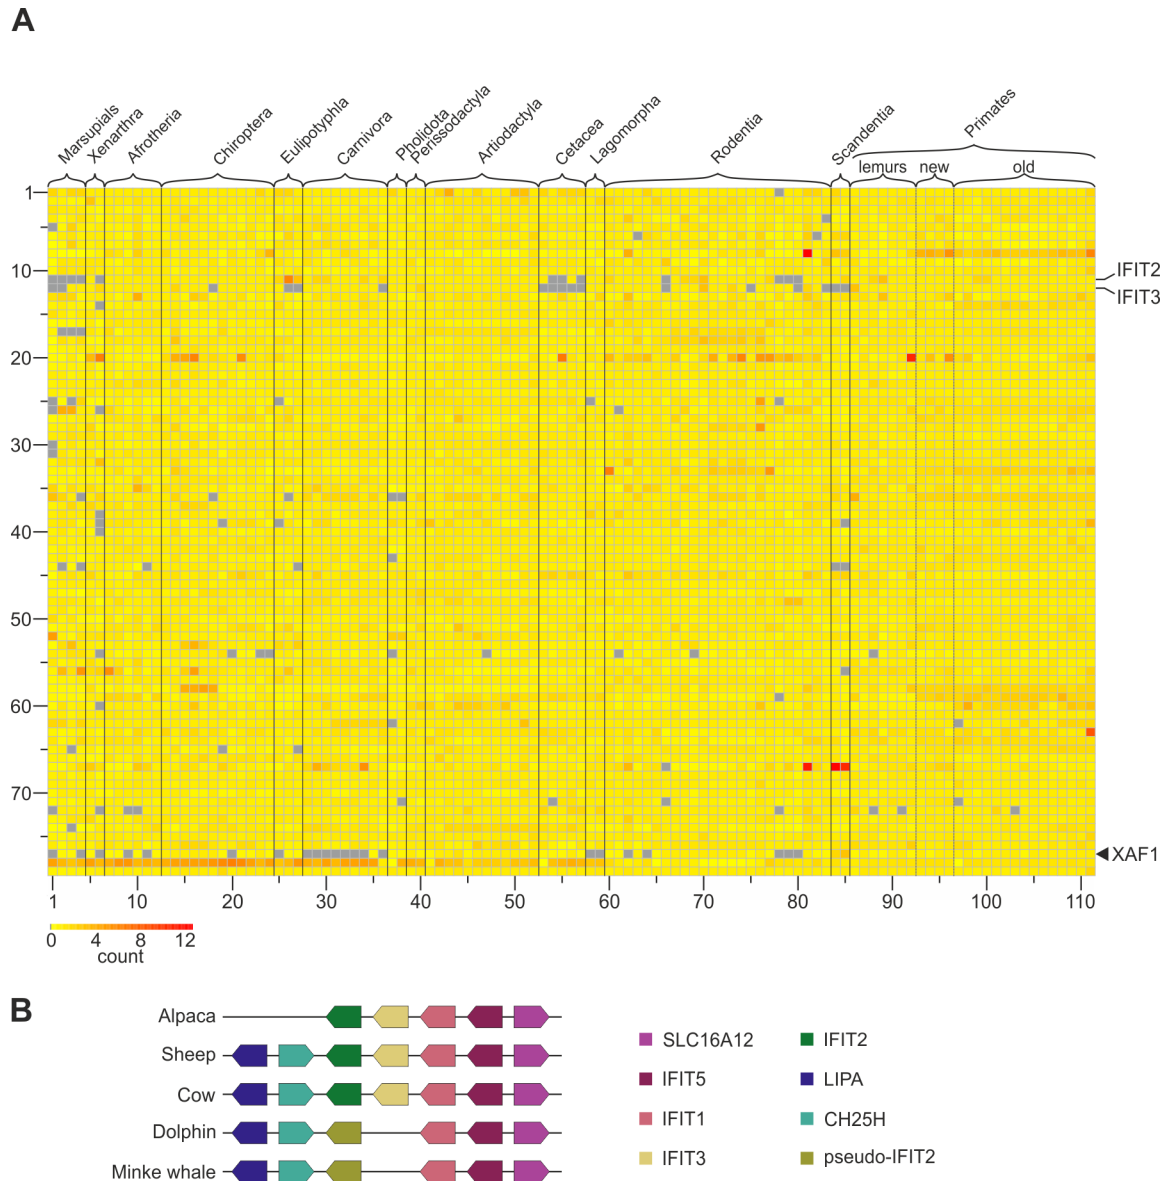 A
Marsupials
Xenarthra
Afrotheria
Chiroptera
Eulipotyphla
Carnivora
Pholidota
Perissodactyla
Artiodactyla
Cetacea
Lagomorpha
Rodentia
Scandentia
Primates
lemurs new old
1
10
20
30
40
50
60
70
IFIT2
IFIT3
XAF1
1 10 20 30 40 50 60 70 80 90 100 110
0 4 8 12
count
B
Alpaca
Sheep
Cow
Dolphin
Minke whale
SLC16A12
IFIT5
IFIT1
IFIT3
IFIT2
LIPA
CH25H
pseudo-IFIT2